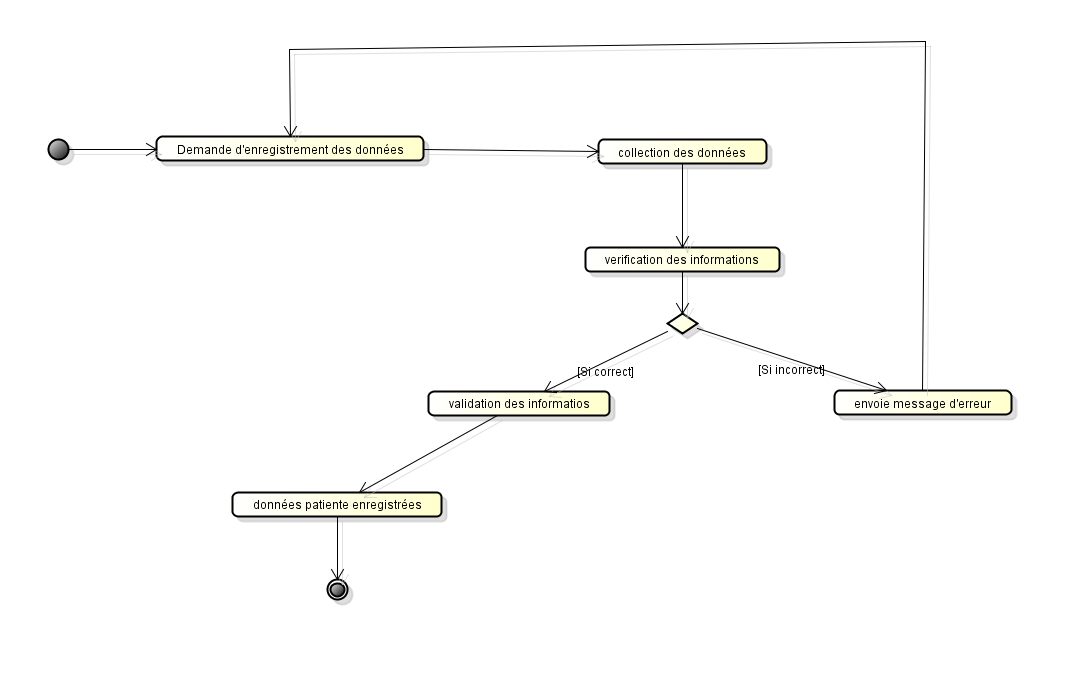 Demande d'enregistrement des données
collection des données
verification des informations
[Si correct]
[Si incorrect]
validation des informatios
envoie message d'erreur
données patiente enregistrées